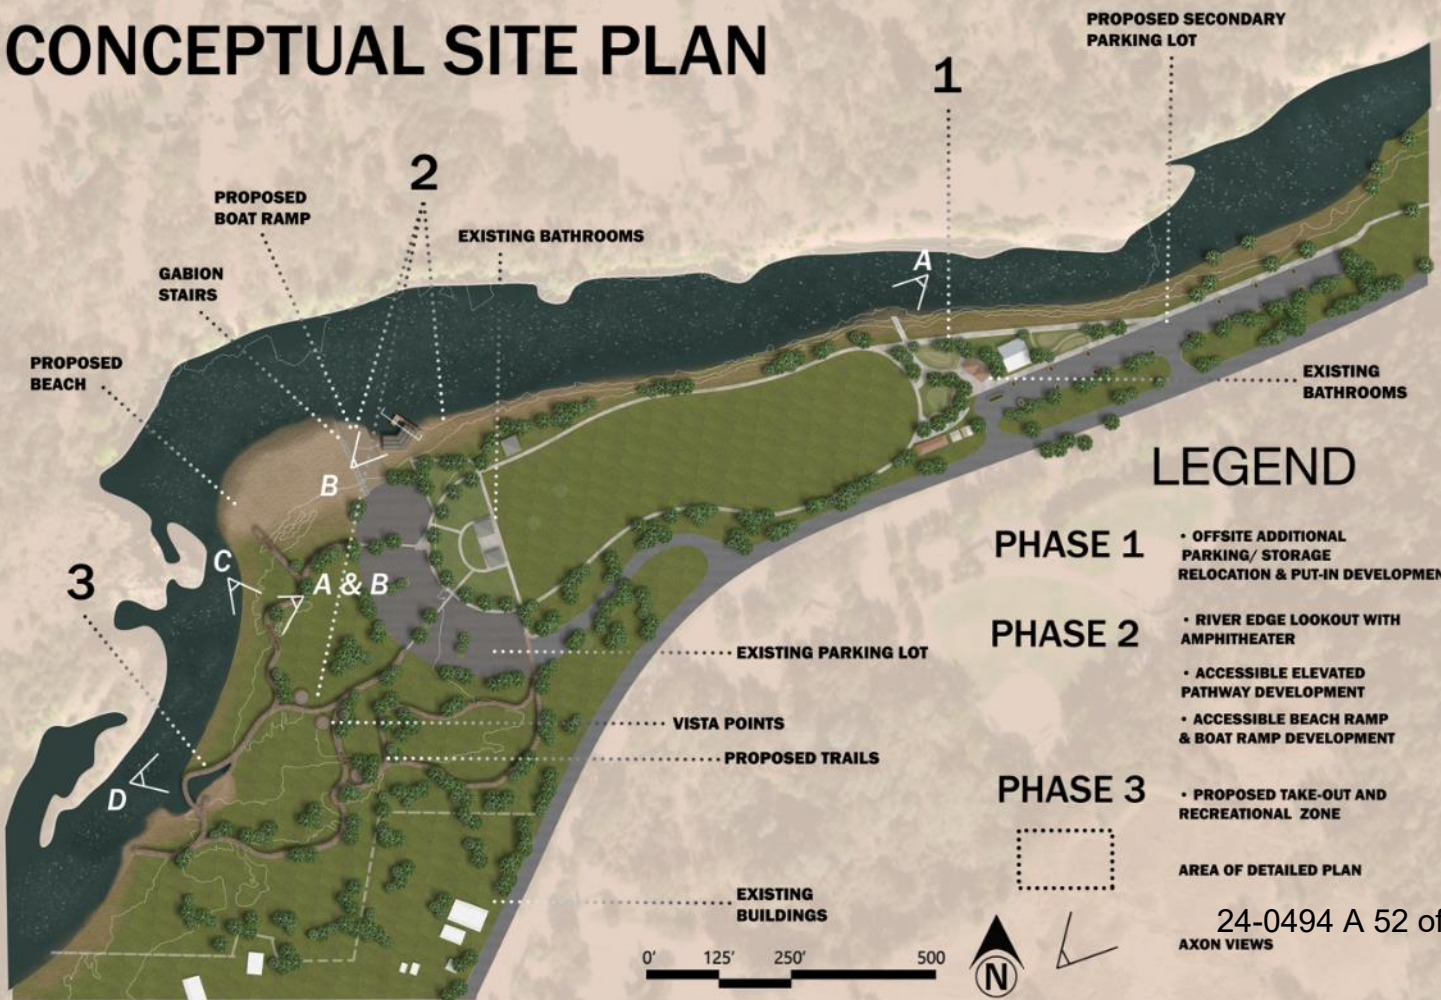 CONCEPTUAL SITE PLAN
PROPOSED SECONDARY
PARKING LOT
1
2
PROPOSED
BOAT RAMP
EXISTING BATHROOMS
GABION
STAIRS
A
PROPOSED
BEACH
EXISTING
BATHROOMS
B
C
A & B
3
D
EXISTING PARKING LOT
VISTA POINTS
PROPOSED TRAILS
EXISTING
BUILDINGS
LEGEND
PHASE 1
• OFFSITE ADDITIONAL
PARKING/ STORAGE
RELOCATION & PUT-IN DEVELOPMEN
PHASE 2
• RIVER EDGE LOOKOUT WITH
AMPHITHEATER
• ACCESSIBLE ELEVATED
PATHWAY DEVELOPMENT
• ACCESSIBLE BEACH RAMP
& BOAT RAMP DEVELOPMENT
PHASE 3
• PROPOSED TAKE-OUT AND
RECREATIONAL ZONE
AREA OF DETAILED PLAN
24-0494 A 52 of
AXON VIEWS
0' 125' 250' 500
N